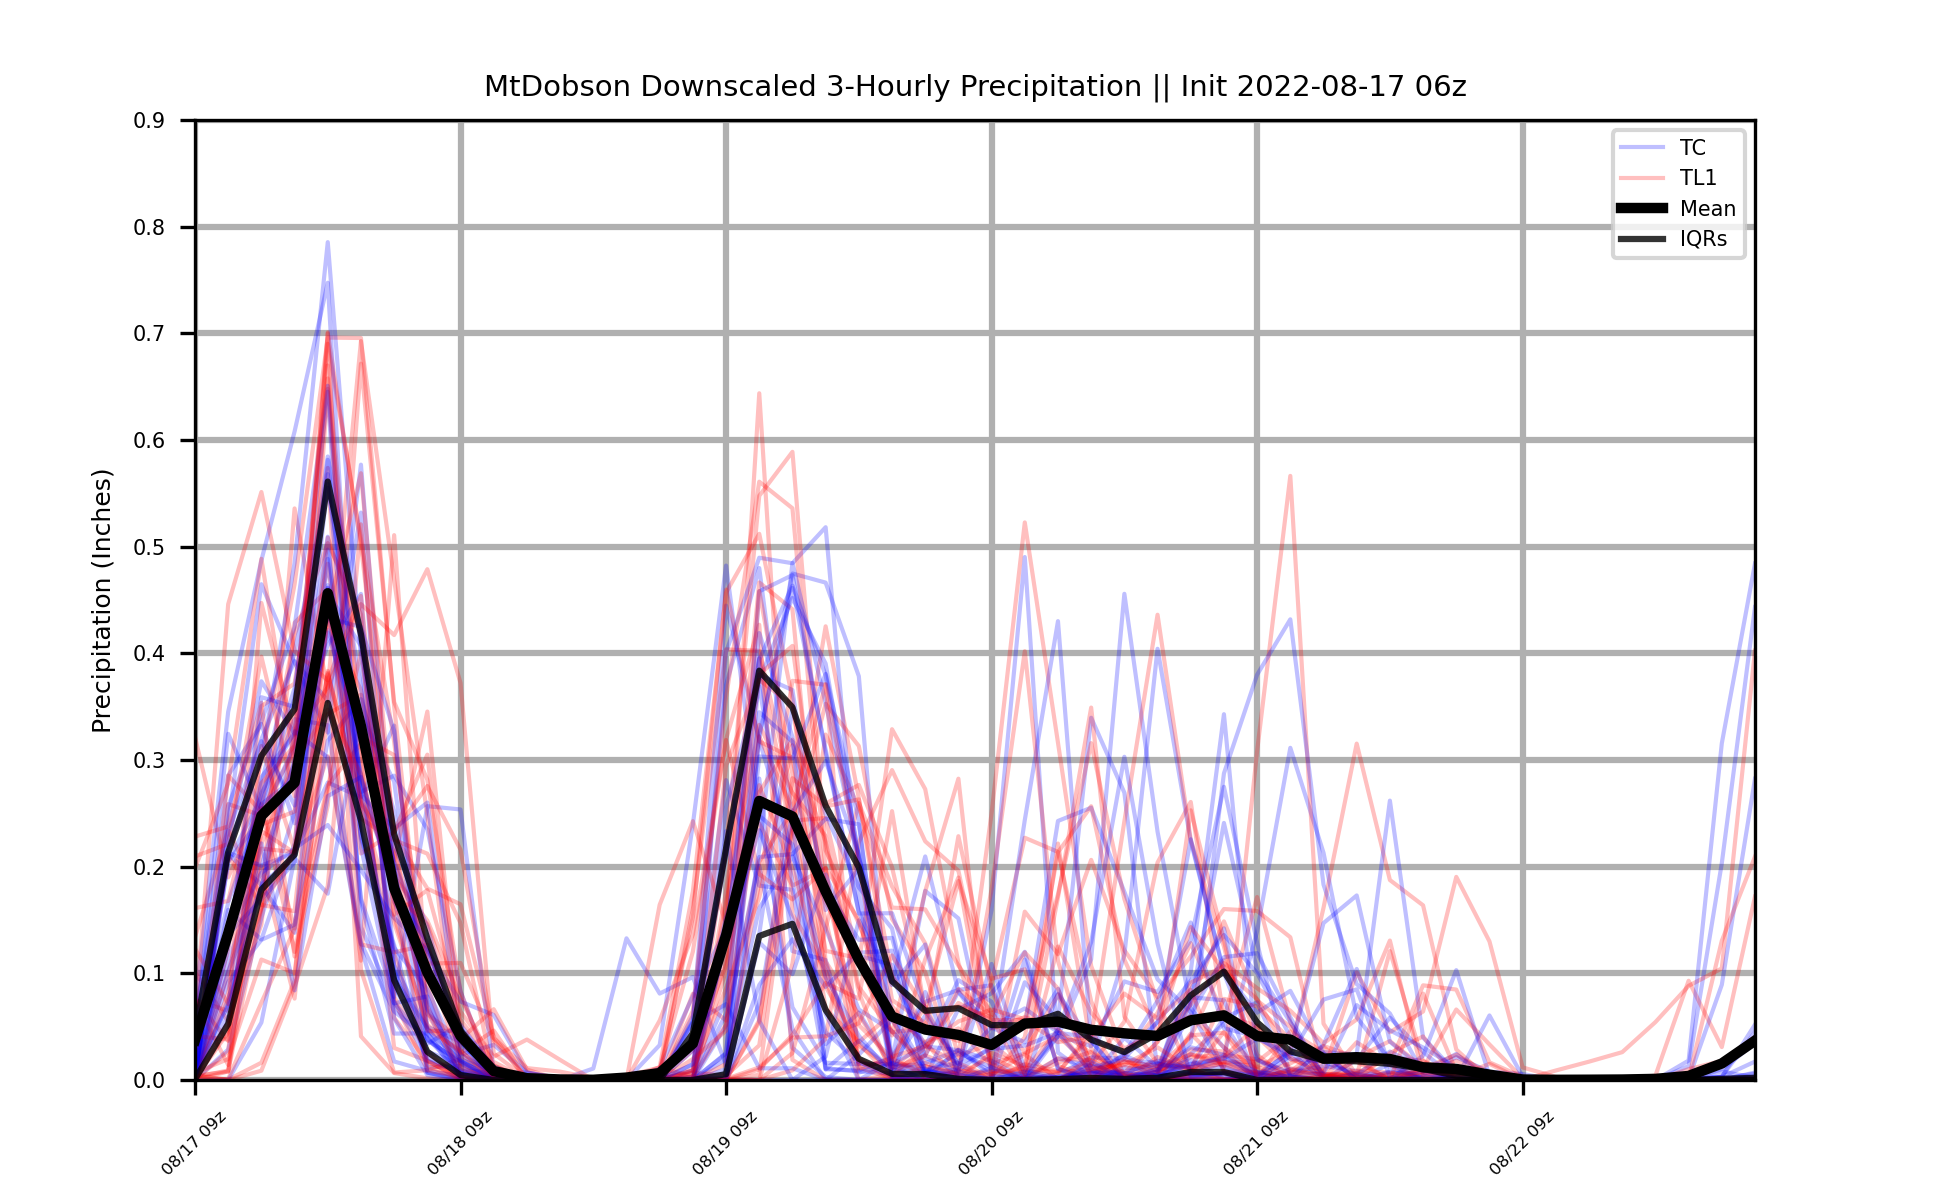 MtDobson Downscaled 3-Hourly Precipitation || Init 2022-08-17 06z
Precipitation (Inches)
0.9
0.8
0.7
0.6
0.5
0.4
0.3
0.2
0.1
0.0
TC
TL1
Mean
IQRs
08/17 09z
08/18 09z
08/19 09z
08/20 09z
08/21 09z
08/22 09z